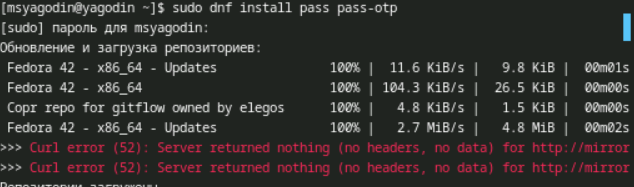 [msyagodin@yagodin ~]$ sudo dnf install pass pass-otp
[sudo] пароль для msyagodin:
Обновление и загрузка репозиториев:
Fedora 42 - x86_64 - Updates 100% | 11.6 KiB/s | 9.8 KiB | 00m01s
Fedora 42 - x86_64 100% | 104.3 KiB/s | 26.5 KiB | 00m00s
Copr repo for gitflow owned by elegos 100% | 4.8 KiB/s | 1.5 KiB | 00m00s
Fedora 42 - x86_64 - Updates 100% | 2.7 MiB/s | 4.8 MiB | 00m02s
>>> Curl error (52): Server returned nothing (no headers, no data) for http://mirror
>>> Curl error (52): Server returned nothing (no headers, no data) for http://mirror
Репозитории загружены